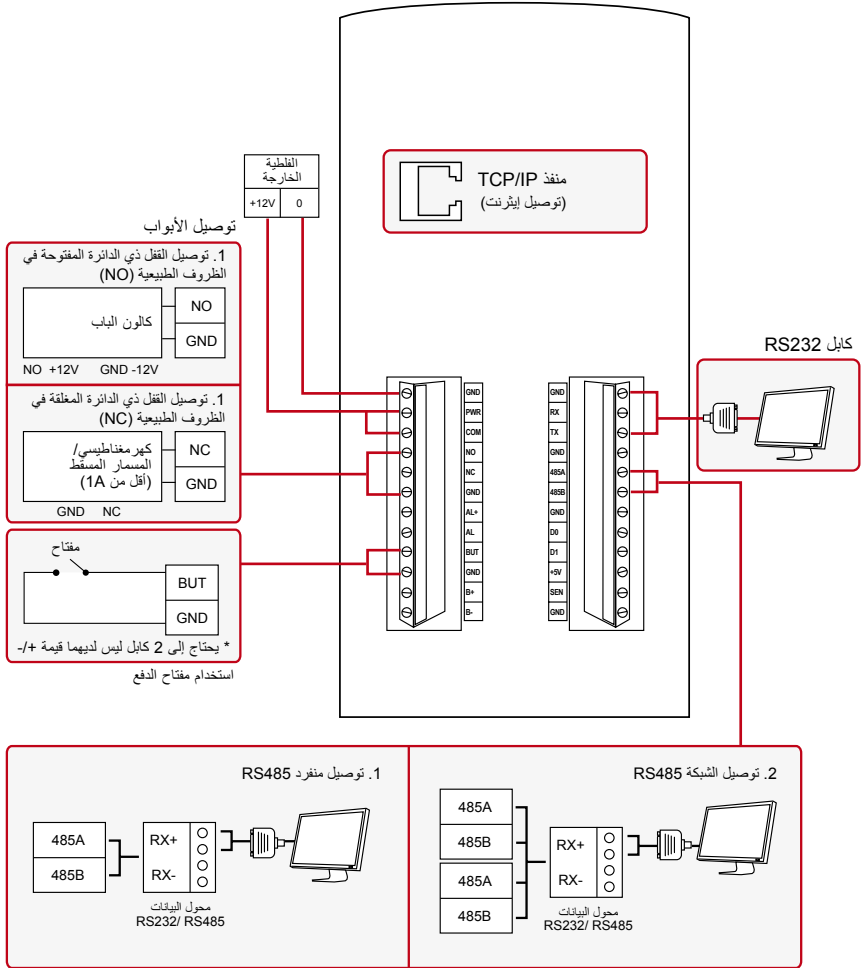 الفلطية
الخارجة
+12V 0
منفذ TCP/IP
(توصيل إيثرنت)
توصيل الأبواب
1. توصيل القفل ذي الدائرة المفتوحة في
الظروف الطبيعية (NO)
كالون الباب
NO
GND
NO +12V GND -12V
1. توصيل القفل ذي الدائرة المغلقة في
الظروف الطبيعية (NC)
كهرمغناطيسي/
المسمار المسقط
(أقل من 1A)
NC
GND
GND NC
مفتاح
BUT
GND
* يحتاج إلى 2 كابل ليس لديهما قيمة +/-
استخدام مفتاح الدفع
GND
PWR
COM
NO
NC
GND
AL+
AL
BUT
GND
B+
B-
GND
RX
TX
GND
485A
485B
GND
D0
D1
+5V
SEN
GND
كابل RS232
1. توصيل منفرد RS485
485A
485B
RX+
RX-
محول البيانات
RS232/ RS485
2. توصيل الشبكة RS485
485A
485B
485A
485B
RX+
RX-
محول البيانات
RS232/ RS485